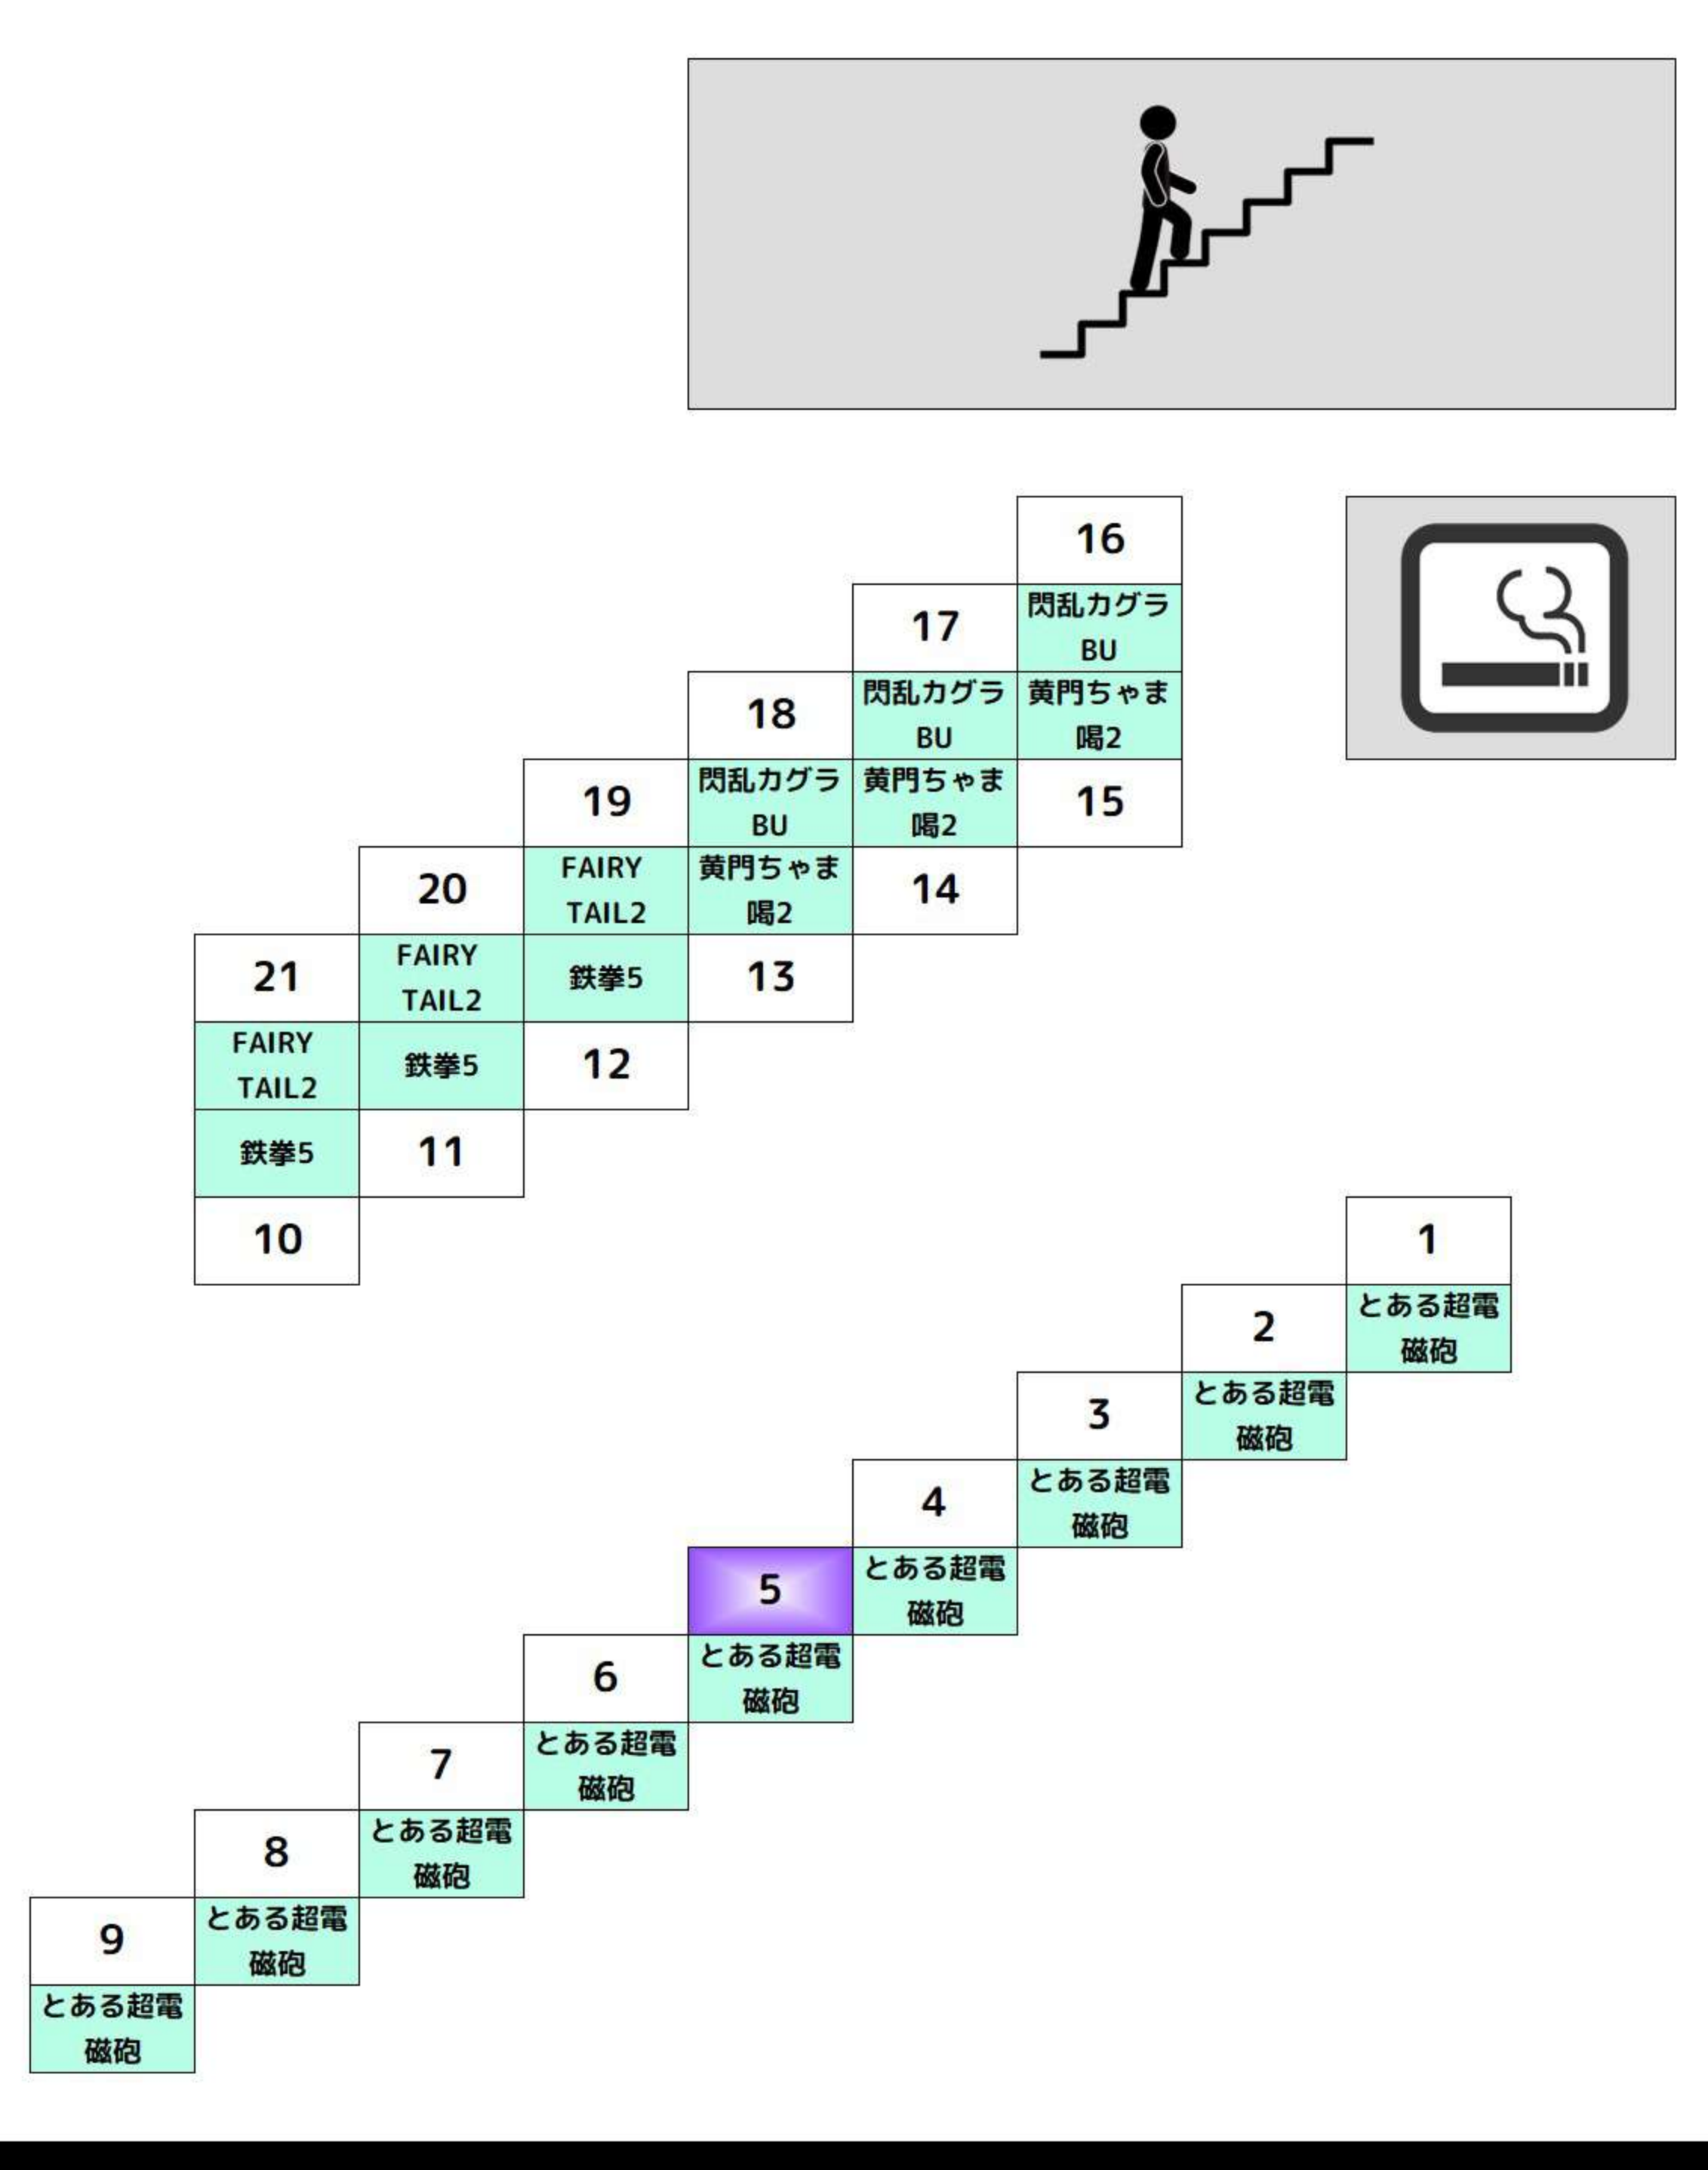 16
17
閃乱カグラ
BU
18
閃乱カグラ
BU
黄門ちゃま
喝2
19
閃乱カグラ
BU
黄門ちゃま
喝2
15
20
FAIRY
TAIL2
黄門ちゃま
喝2
14
21
FAIRY
TAIL2
鉄拳5
13
FAIRY
TAIL2
鉄拳5
12
鉄拳5
11
10
1
2
とある超電
磁砲
3
とある超電
磁砲
4
とある超電
磁砲
5
とある超電
磁砲
6
とある超電
磁砲
7
とある超電
磁砲
8
とある超電
磁砲
9
とある超電
磁砲
とある超電
磁砲